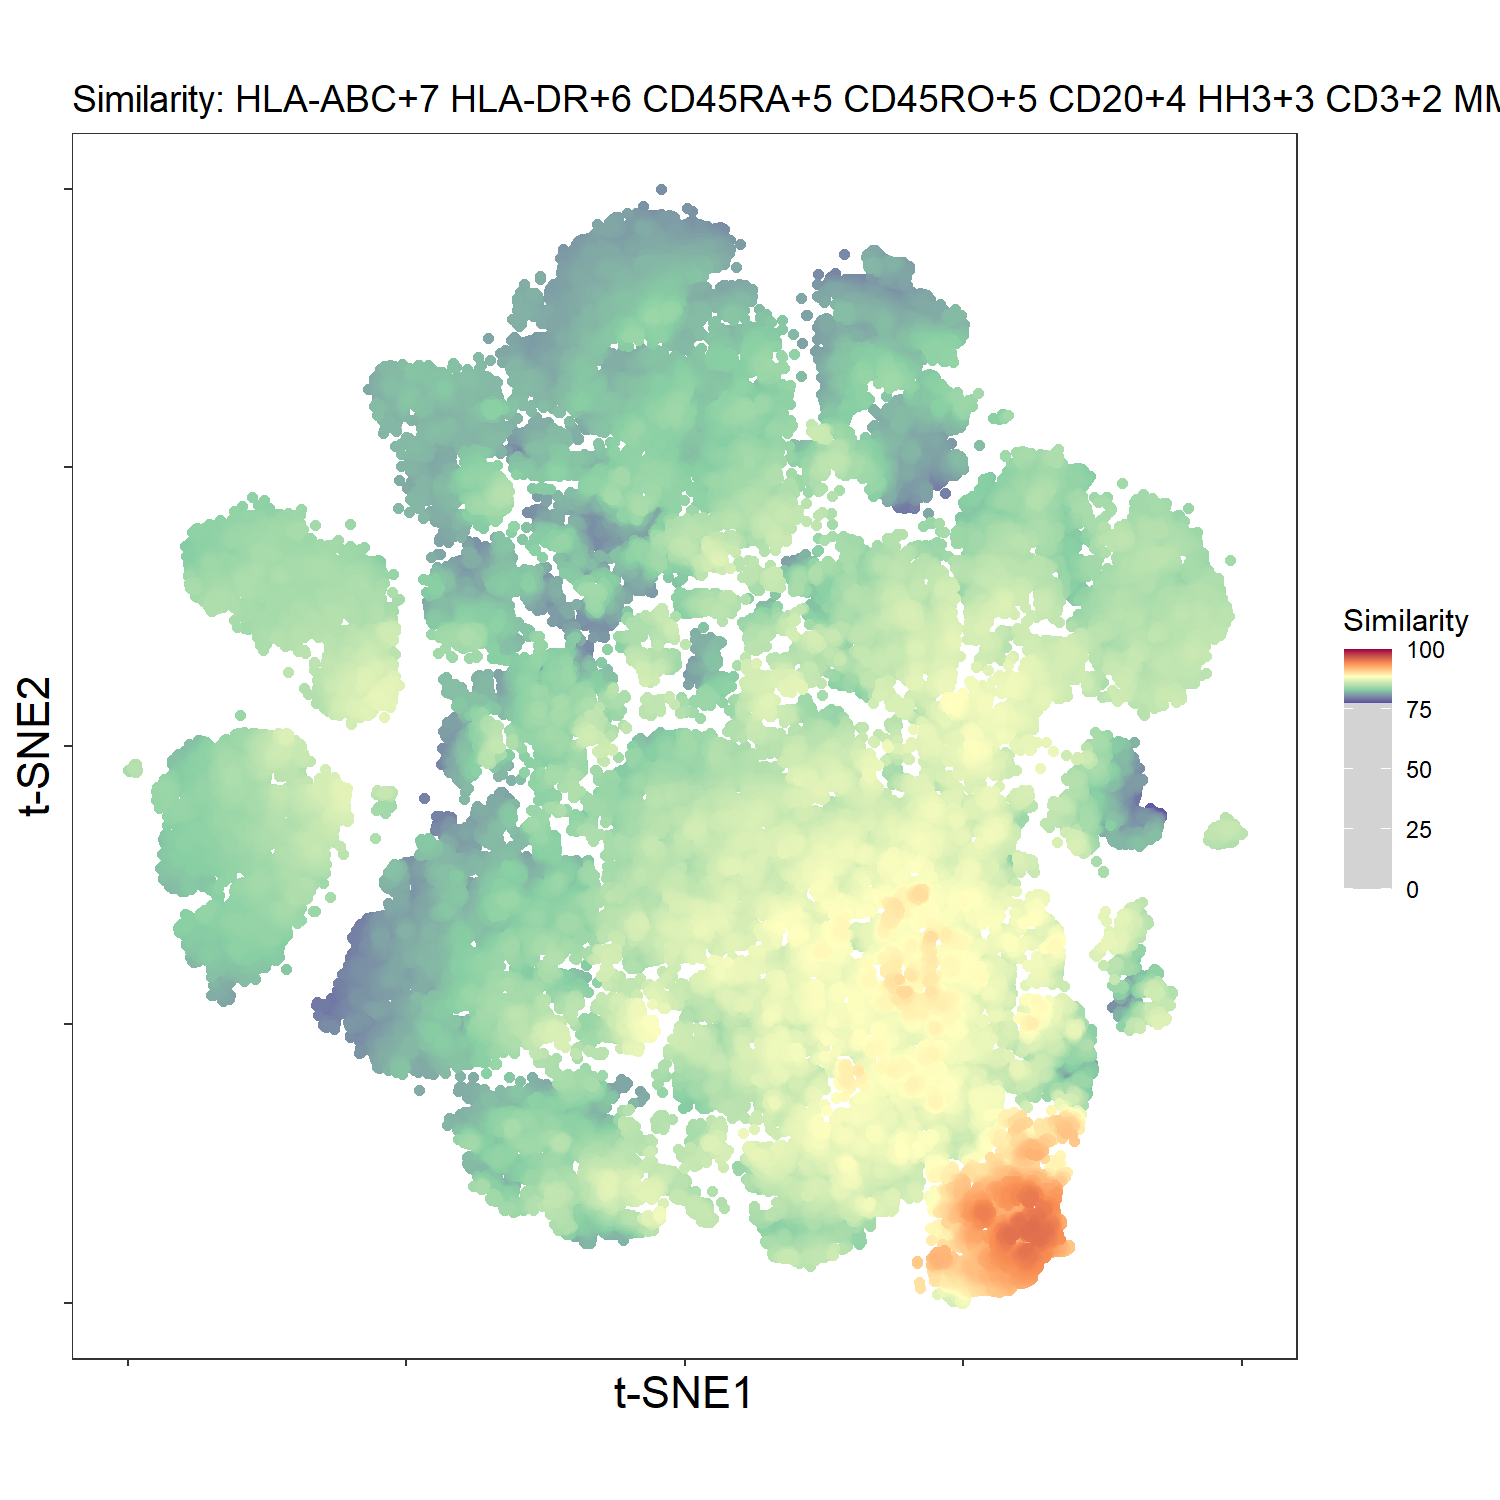 Similarity: HLA-ABC+7 HLA-DR+6 CD45RA+5 CD45RO+5 CD20+4 HH3+3 CD3+2
t-SNE2
Similarity
100
75
50
25
0
t-SNE1